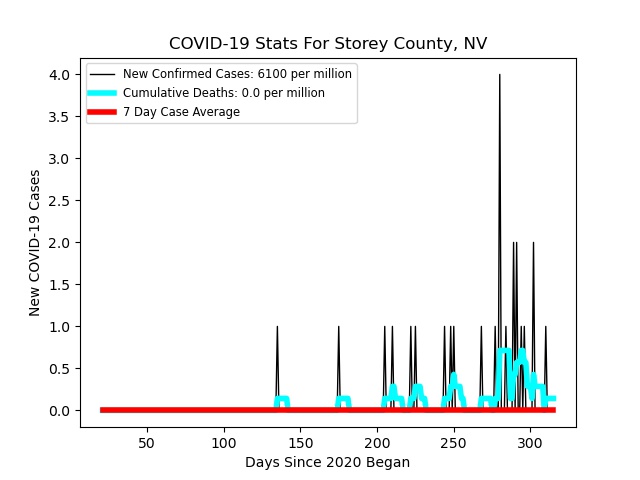 COVID-19 Stats For Storey County, NV
New Confirmed Cases: 6100 per million
Cumulative Deaths: 0.0 per million
7 Day Case Average
New COVID-19 Cases
4.0
3.5
3.0
2.5
2.0
1.5
1.0
0.5
0.0
50 100 150 200 250 300
Days Since 2020 Began